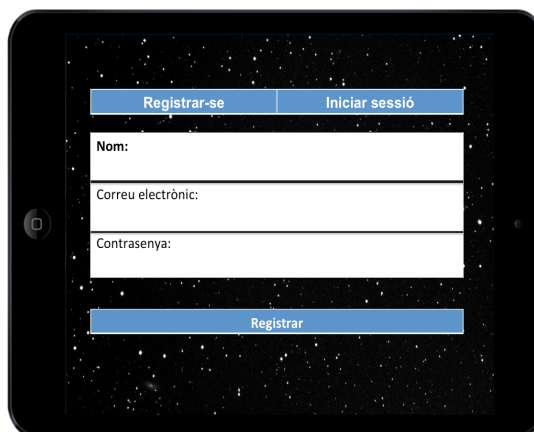 Registrar-se Iniciar sessió
Nom:
Correu electrònic:
Contrasenya:
Registrar